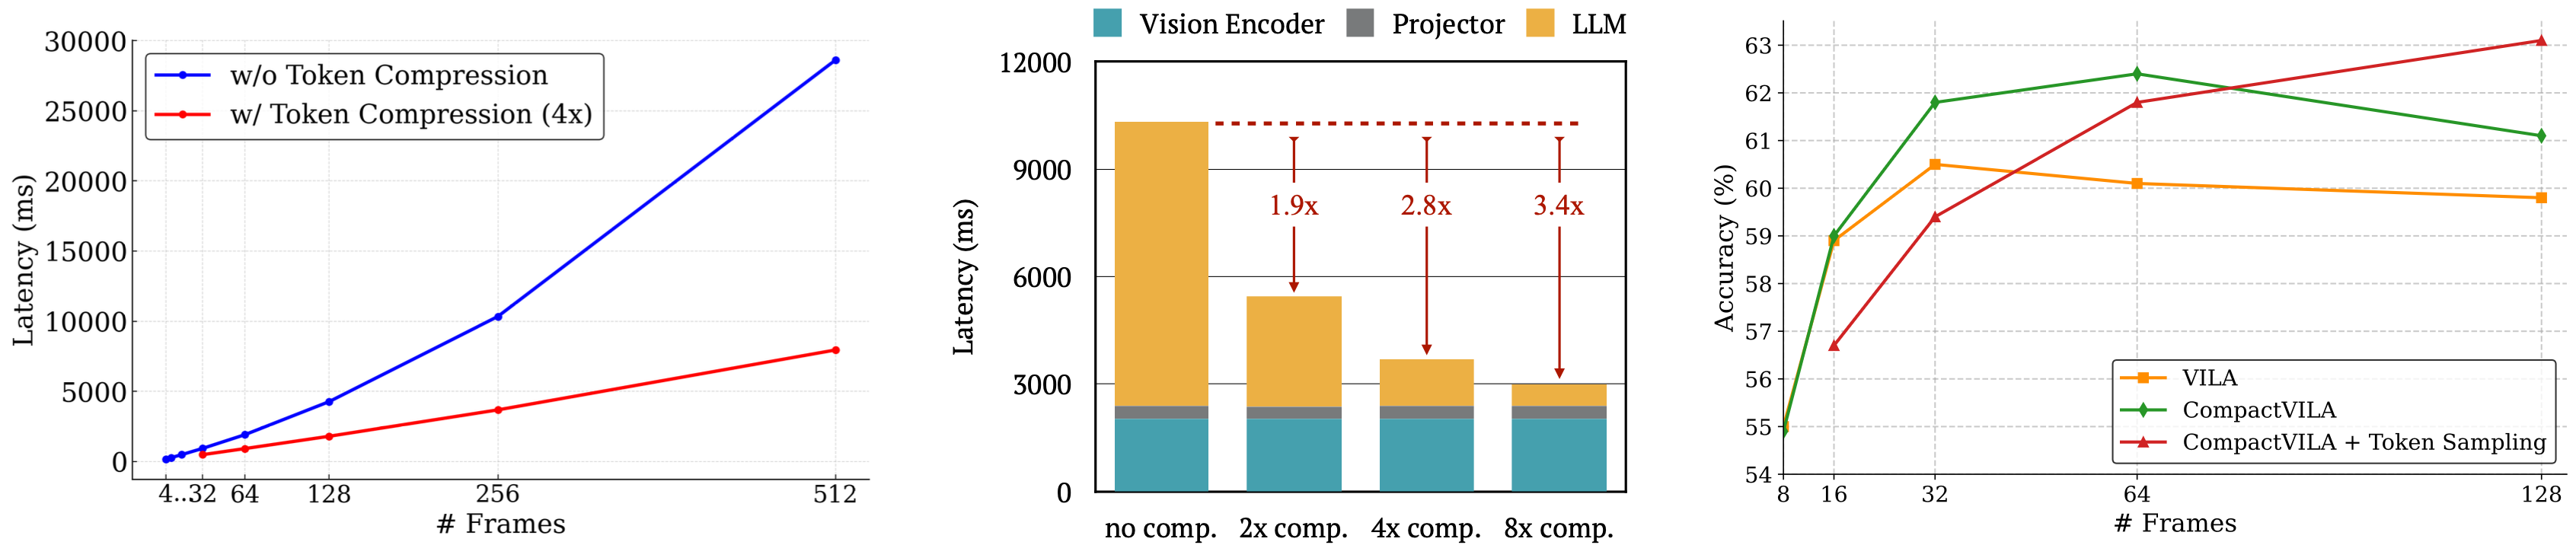 30000
25000
20000
15000
10000
5000
0
Latency (ms)
w/o Token Compression
w/ Token Compression (4x)
4..32 64 128 256 512
# Frames
Vision Encoder Projector LLM
12000
9000
6000
3000
0
Latency (ms)
1.9x 2.8x 3.4x
no comp. 2x comp. 4x comp. 8x comp.
63
62
61
60
59
58
57
56
55
54
Accuracy (%)
VILA
CompactVILA
CompactVILA + Token Sampling
8 16 32 64 128
# Frames